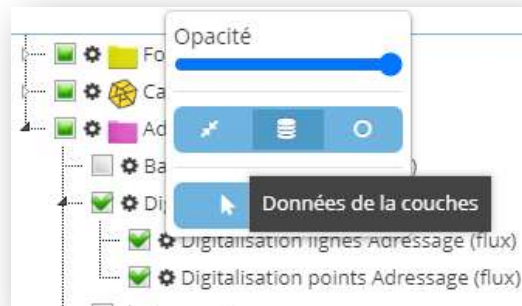 Opacité
Fo
Ca
Ad
Ba
)
Di
Données de la couches
Digitalisation lignes Adressage (flux)
Digitalisation points Adressage (flux)